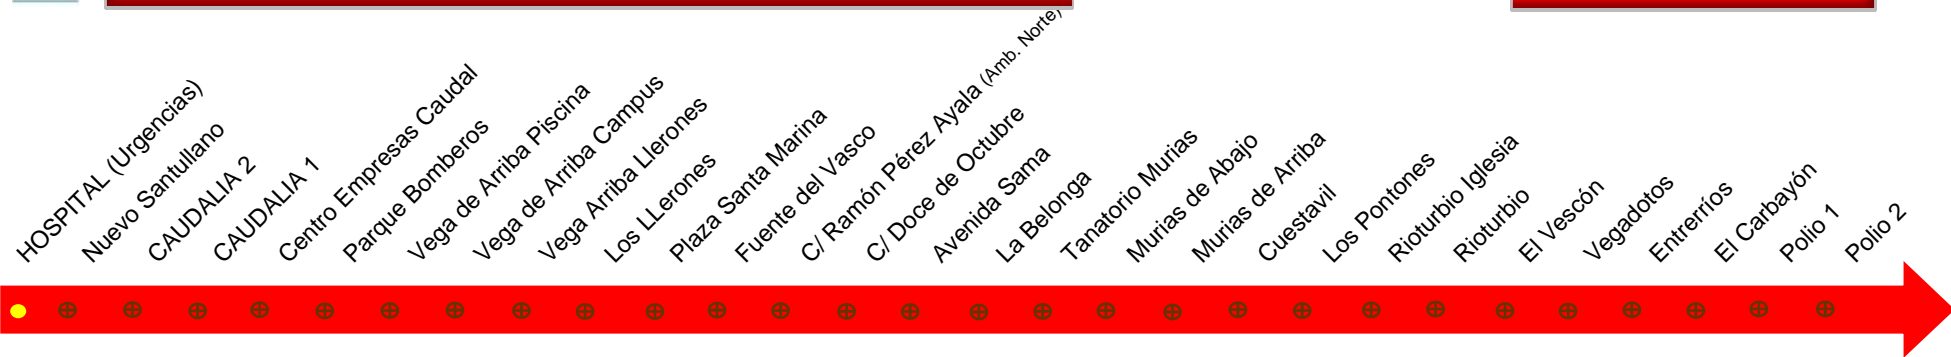 HOSPITAL (Urgencias)
Nuevo Santullano
CAUDALIA 2
CAUDALIA 1
Centro Empresas Caudal
Parque Bomberos
Vega de Arriba Piscina
Vega de Arriba Campus
Vega Arriba Llerones
Los LLerones
Plaza Santa Marina
Fuente del Vasco
C/ Ramón Pérez Ayala (Amb. Norte)
C/ Doce de Octubre
Avenida Sama
La Belonga
Tanatorio Murias
Murias de Abajo
Murias de Arriba
Cuestavil
Los Pontones
Rioturbio Iglesia
Rioturbio
El Vescón
Vegadotos
Entrerríos
El Carbayón
Polio 1
Polio 2